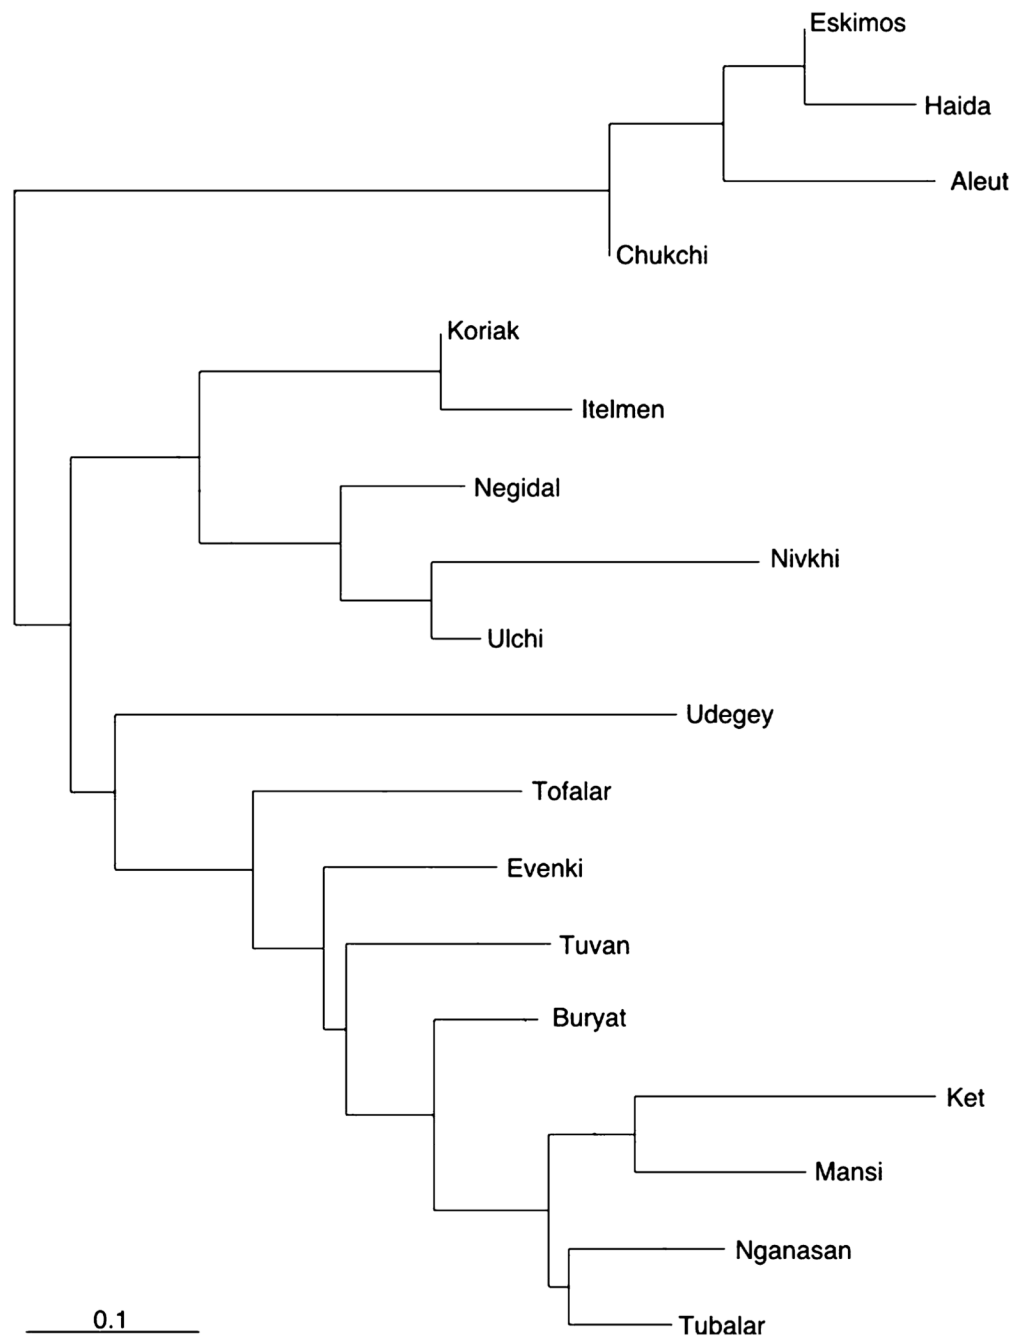 Eskimos
Haida
Aleut
Chukchi
Koriak
Itelmen
Negidal
Nivkhi
Ulchi
Udegey
Tofalar
Evenki
Tuvan
Buryat
Ket
Mansi
Nganasan
Tubalar
0.1